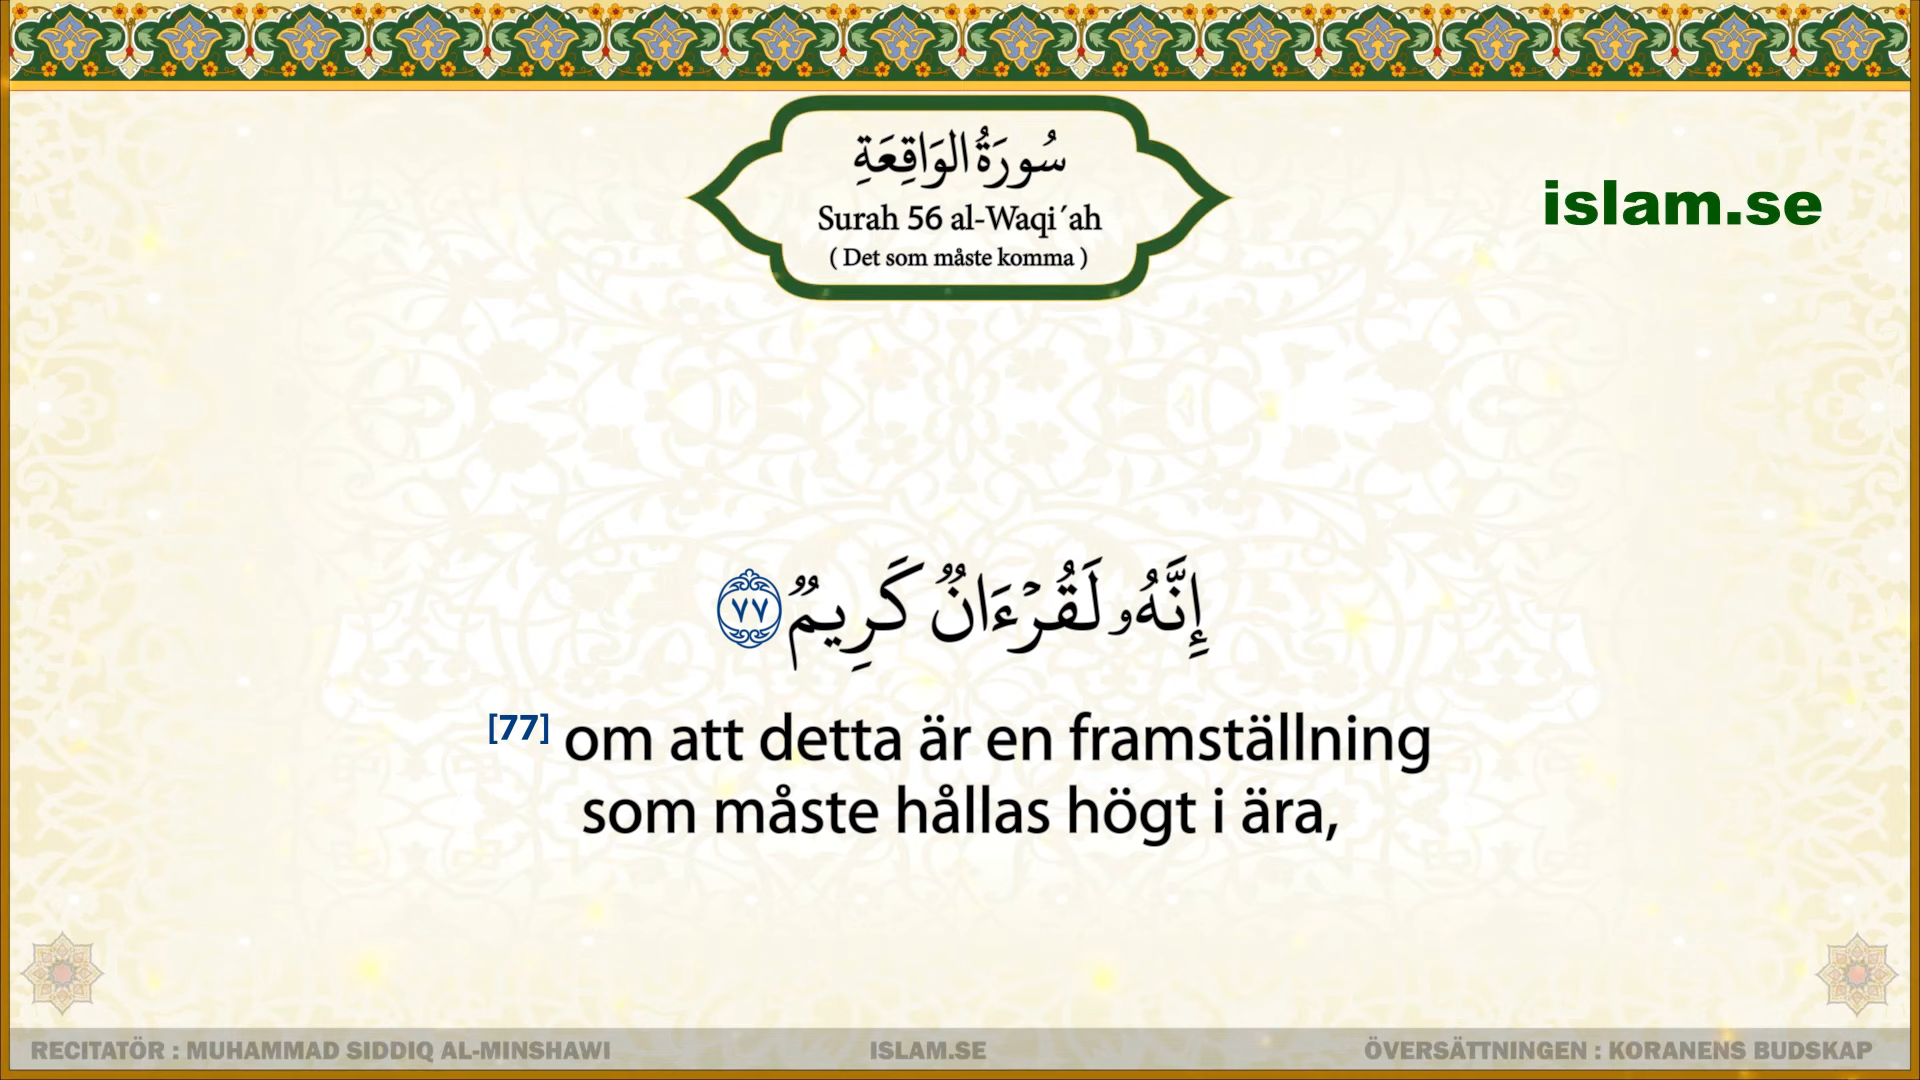 سُورَةُ الوَاقِعَةِ
Surah 56 al-Waqi´ah
( Det som måste komma )
islam.se
إِنَّهُۥ لَقُرْءَانٌ كَرِيمٌ ٧٧
[77] om att detta är en framställning
som måste hållas högt i ära,
RECITATÖR : MUHAMMAD SIDDIQ AL-MINSHAWI
ISLAM.SE
ÖVERSÄTTNINGEN : KORANENS BUDSKAP